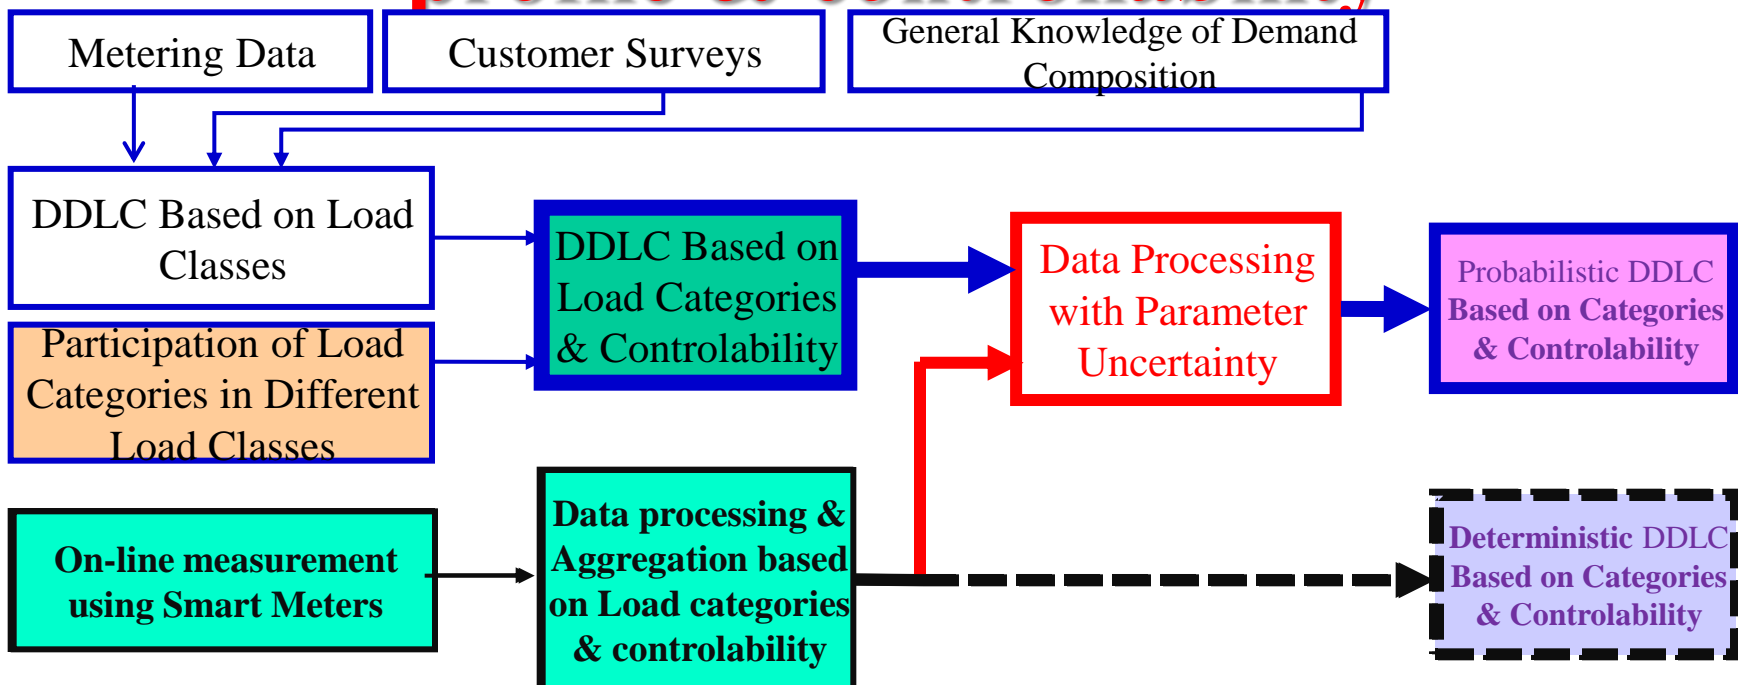 profile & controllability
Metering Data
Customer Surveys
General Knowledge of Demand
Composition
DDLC Based on Load
Classes
DDLC Based on
Load Categories
& Controlability
Data Processing
with Parameter
Uncertainty
Probabilistic DDLC
Based on Categories
& Controlability
Participation of Load
Categories in Different
Load Classes
On-line measurement
using Smart Meters
Data processing &
Aggregation based
on Load categories
& controlability
Deterministic DDLC
Based on Categories
& Controlability